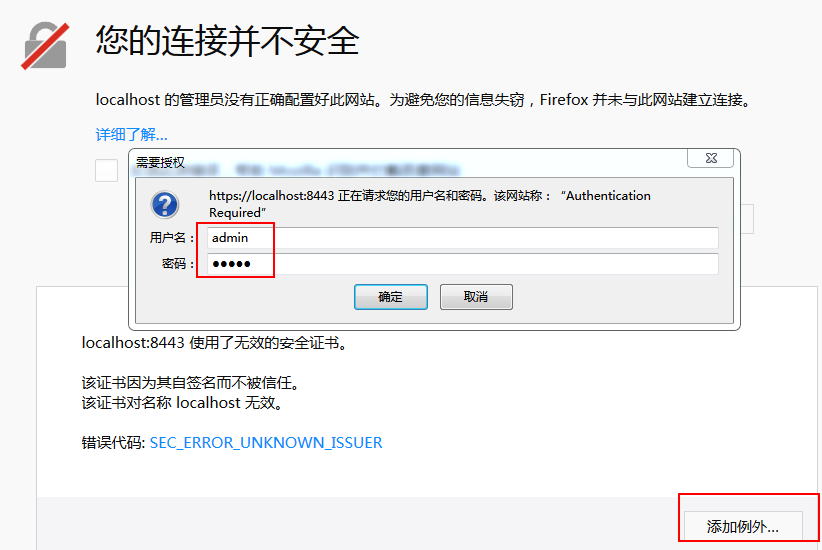 您的连接并不安全
localhost 的管理员没有正确配置好此网站。为避免您的信息失窃，Firefox 并未与此网站建立连接。
详细了解...
需要授权
https://localhost:8443 正在请求您的用户名和密码。该网站称：“Authentication
Required”
用户名： admin
密码： ●●●●●
确定 取消
localhost:8443 使用了无效的安全证书。
该证书因为其自签名而不被信任。
该证书对名称 localhost 无效。
错误代码: SEC_ERROR_UNKNOWN_ISSUER
添加例外...